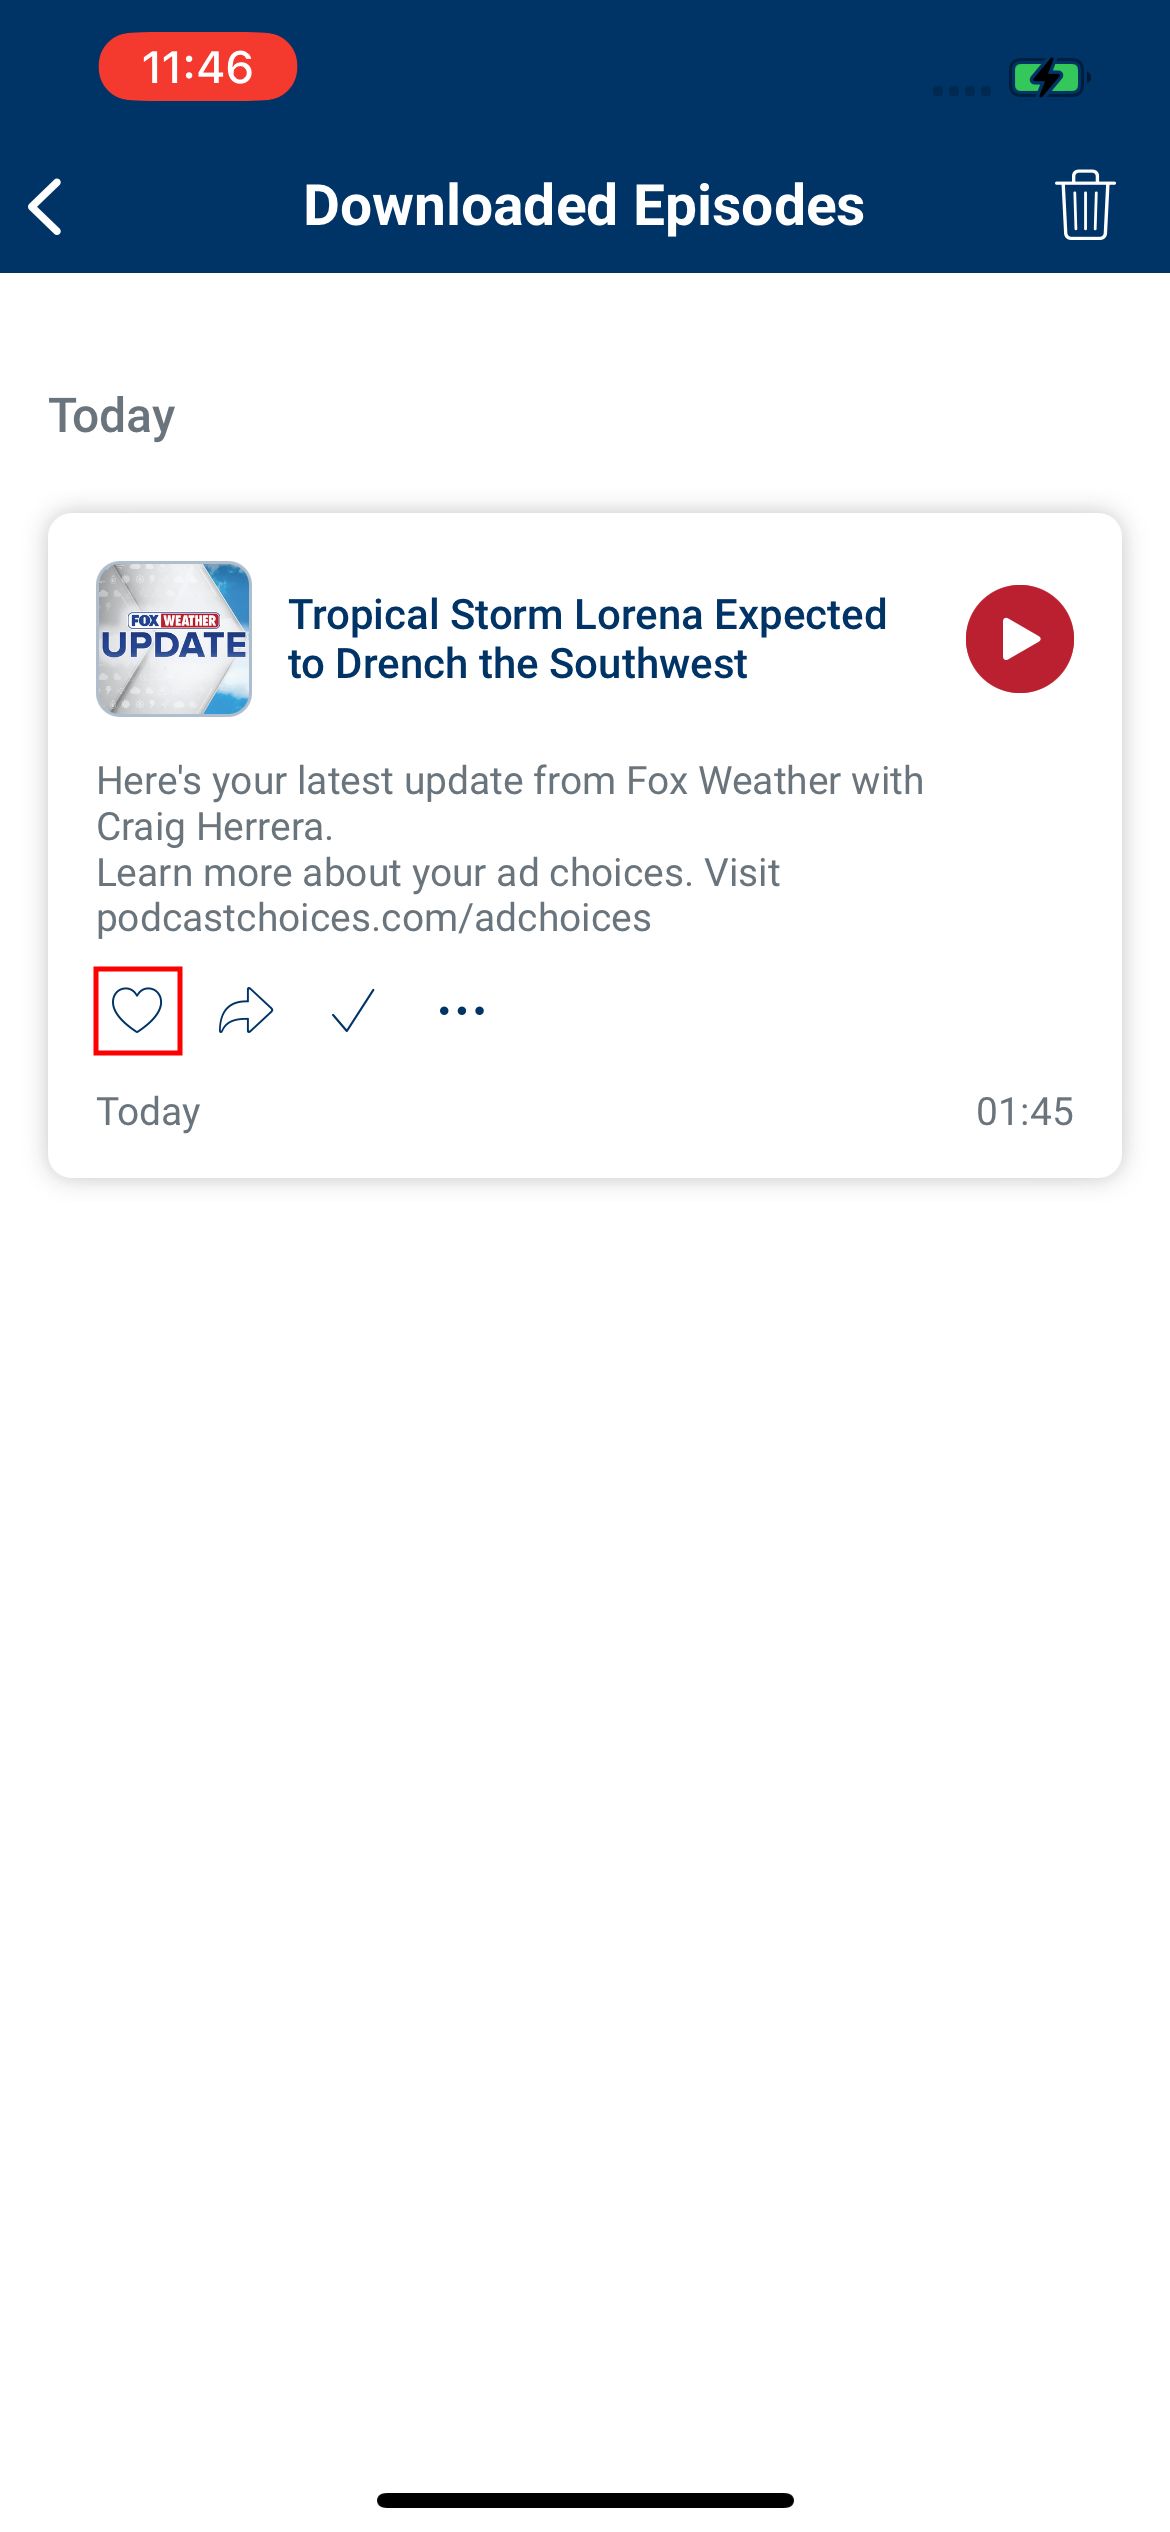 11:46
Downloaded Episodes
Today
FOX WEATHER
UPDATE
Tropical Storm Lorena Expected
to Drench the Southwest
Here's your latest update from Fox Weather with
Craig Herrera.
Learn more about your ad choices. Visit
podcastchoices.com/adchoices
Today
01:45